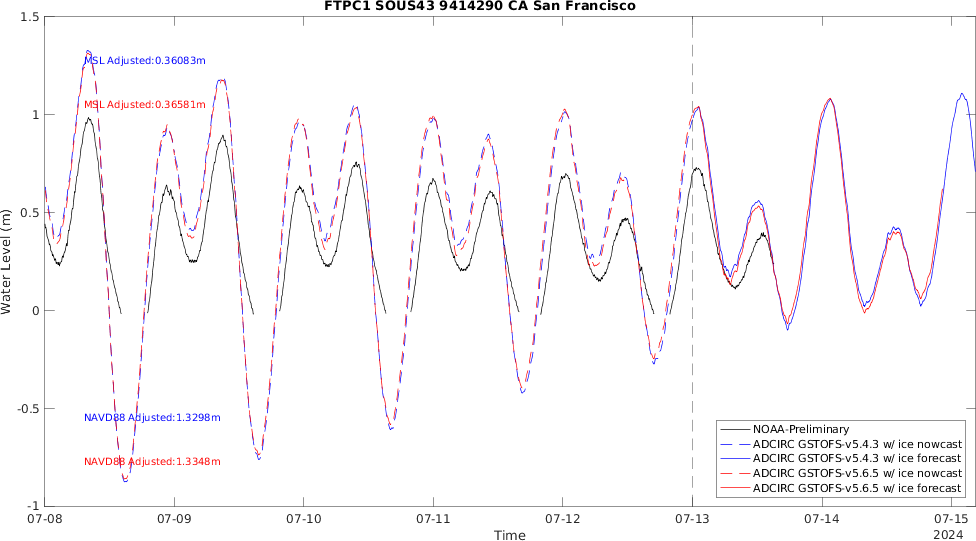 FTPC1 SOUS43 9414290 CA San Francisco
1.5
MSL Adjusted:0.36083m
MSL Adjusted:0.36581m
1
0.5
0
-0.5
-1
Water Level (m)
NAVD88 Adjusted:1.3298m
NAVD88 Adjusted:1.3348m
NOAA-Preliminary
ADCIRC GSTOFS-v5.4.3 w/ ice nowcast
ADCIRC GSTOFS-v5.4.3 w/ ice forecast
ADCIRC GSTOFS-v5.6.5 w/ ice nowcast
ADCIRC GSTOFS-v5.6.5 w/ ice forecast
07-08 07-09 07-10 07-11 07-12 07-13 07-14 07-15
Time
2024